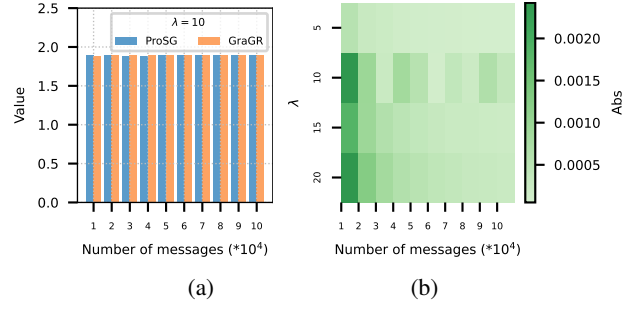 2.5
2.0
1.5
1.0
0.5
0.0
Value
λ = 10
ProSG GraGR
1 2 3 4 5 6 7 8 9 10
Number of messages (*10⁴)
(a)
5
10
15
20
λ
1 2 3 4 5 6 7 8 9 10
Number of messages (*10⁴)
0.0020
0.0015
0.0010
0.0005
Abs
(b)